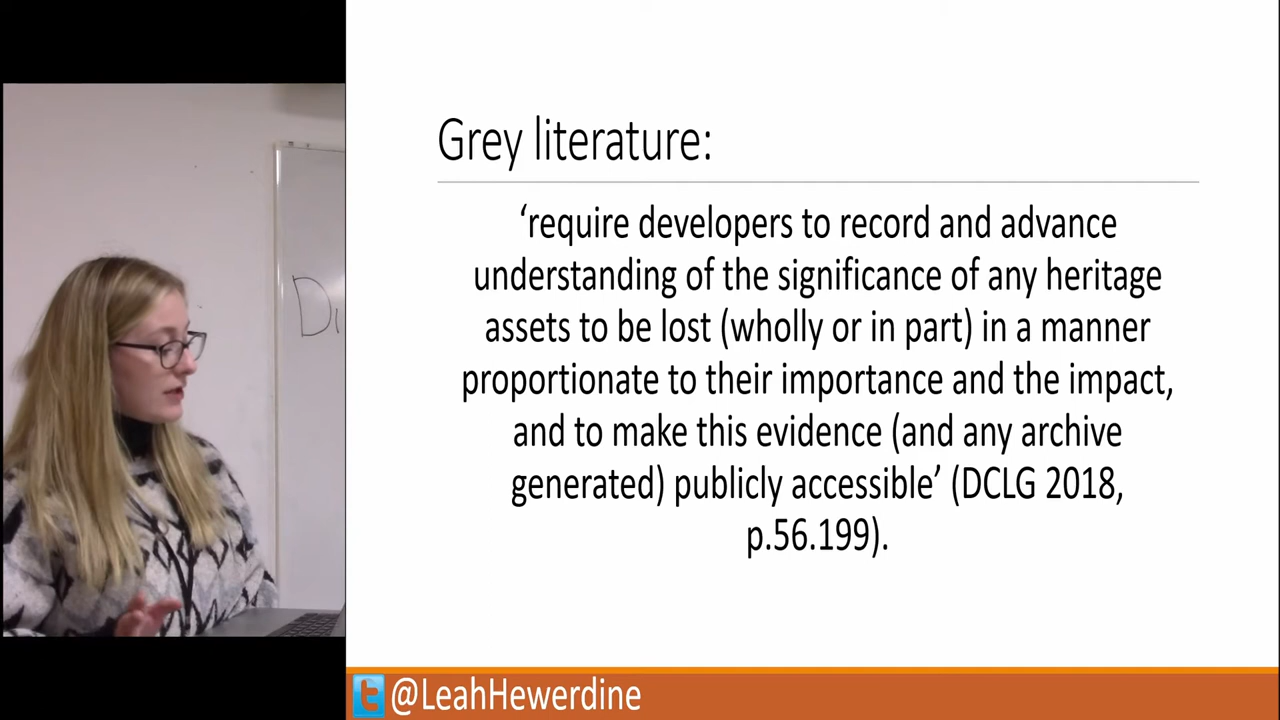 Grey literature:
‘require developers to record and advance
understanding of the significance of any heritage
assets to be lost (wholly or in part) in a manner
proportionate to their importance and the impact,
and to make this evidence (and any archive
generated) publicly accessible’ (DCLG 2018,
p.56.199).
@LeahHewerdine